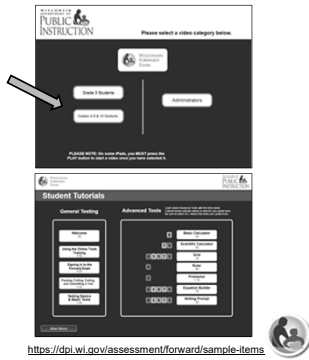 WISCONSIN
DEPARTMENT OF
PUBLIC
INSTRUCTION
Please select a video category below.
WISCONSIN
FORWARD
EXAM
Grade 3 Students
Grades 4-8 & 10 Students
Administrators
PLEASE NOTE: On some iPads, you MUST press the
PLAY button to start a video once you have selected it.
Student Tutorials
General Testing
Advanced Tools
Welcome
Using the Online Tools
Training
Signing in to the
Forward Exam
Testing Basics
& Basic Tools
Basic Calculator
Scientific Calculator
Grid
Ruler
Protractor
Equation Builder
Writing Prompt
Main Menu
https://dpi.wi.gov/assessment/forward/sample-items